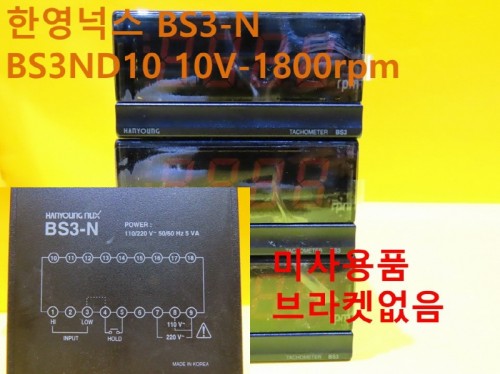 한영넉스 BS3-N
BS3ND10 10V-1800rpm
rpm
HANYOUNG TACHOMETER BS3
rpm
BS3
미사용품
브라켓없음
TACHOMETER BS3
HANYOUNG NUX
BS3-N
POWER :
110/220 V~ 50/60 Hz 5 VA
10 11 12 13 14 15 16 17 18
1 2 3 4 5 6 7 8 9
HI LOW 110 V~
INPUT HOLD 220 V~
MADE IN KOREA